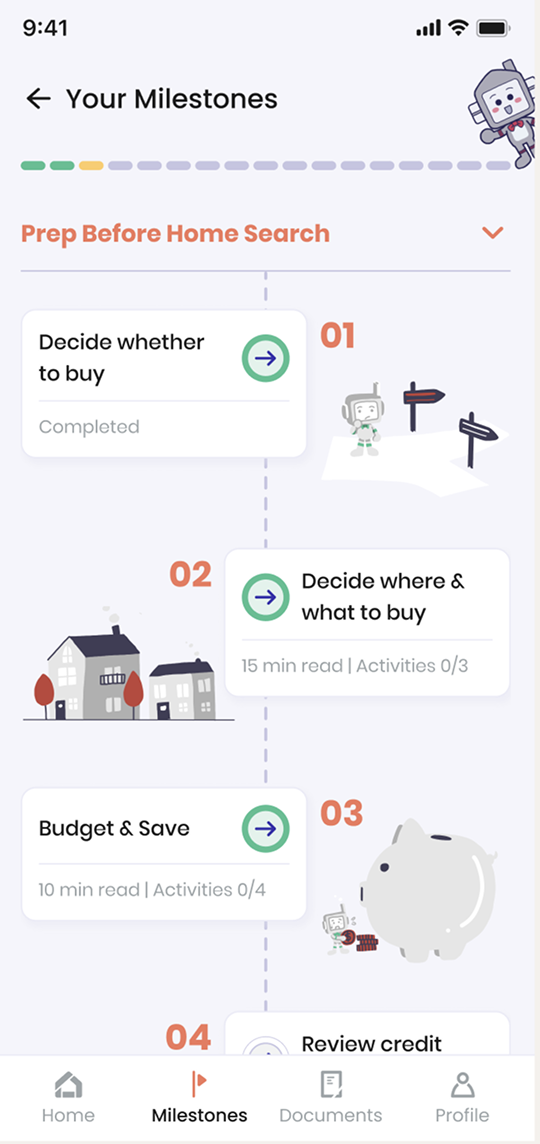 9:41
Your Milestones
Prep Before Home Search
01
Decide whether
to buy
Completed
02
Decide where &
what to buy
15 min read | Activities 0/3
03
Budget & Save
10 min read | Activities 0/4
04
Review credit
Home
Milestones
Documents
Profile